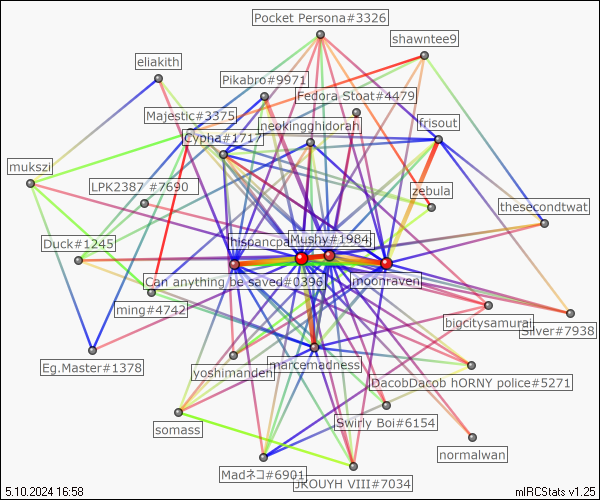 Pocket Persona#3326
shawntee9
eliakith
Pikabro#9971
Fedora Stoat#4479
Majestic#3375
frisout
neokingghidorah
Cypha#1717
mukszi
LPK2387 #7690
zebula
thesecondtwat
Duck#1245
hispancpa
Mushy#1984
Can anything be saved#0396
moonraven
ming#4742
bigcitysamurai
Silver#7938
Eg.Master#1378
yoshimandeh
marcemadness
DacobDacob hORNY police#5271
somass
Swirly Boi#6154
normalwan
Madネコ#6901
JKOUYH VIII#7034
5.10.2024 16:58
mIRCStats v1.25